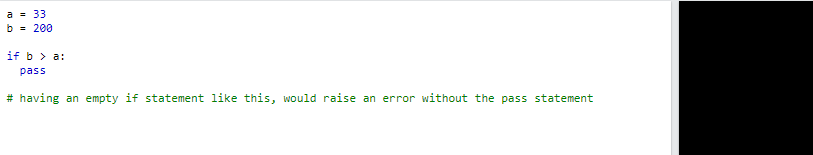 a = 33
b = 200
if b > a:
  pass
# having an empty if statement like this, would raise an error without the pass statement